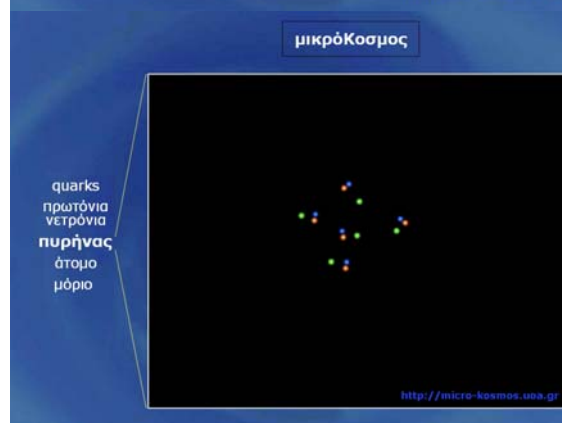 μικρόΚοσμος
quarks
πρωτόνια
νετρόνια
πυρήνας
άτομο
μόριο
http://micro-kosmos.uoa.gr